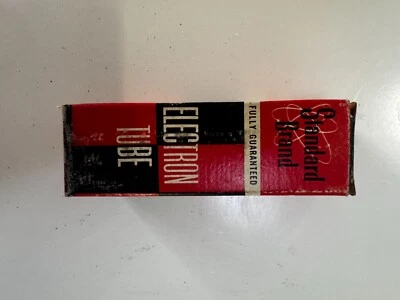 Standard
Brand
FULLY GUARANTEED
ELECTRON
TUBE